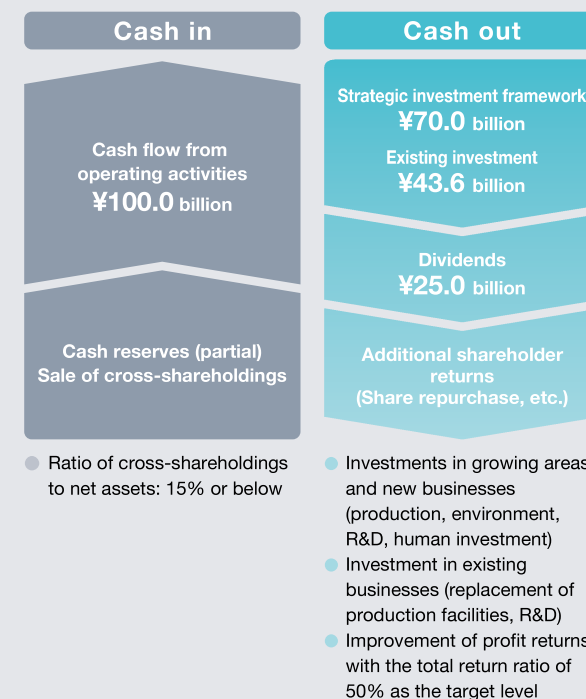 Cash in
Cash flow from
operating activities
¥100.0 billion
Cash reserves (partial)
Sale of cross-shareholdings
Ratio of cross-shareholdings
to net assets: 15% or below
Cash out
Strategic investment framework
¥70.0 billion
Existing investment
¥43.6 billion
Dividends
¥25.0 billion
Additional shareholder
returns
(Share repurchase, etc.)
Investments in growing areas
and new businesses
(production, environment,
R&D, human investment)
Investment in existing
businesses (replacement of
production facilities, R&D)
Improvement of profit returns
with the total return ratio of
50% as the target level